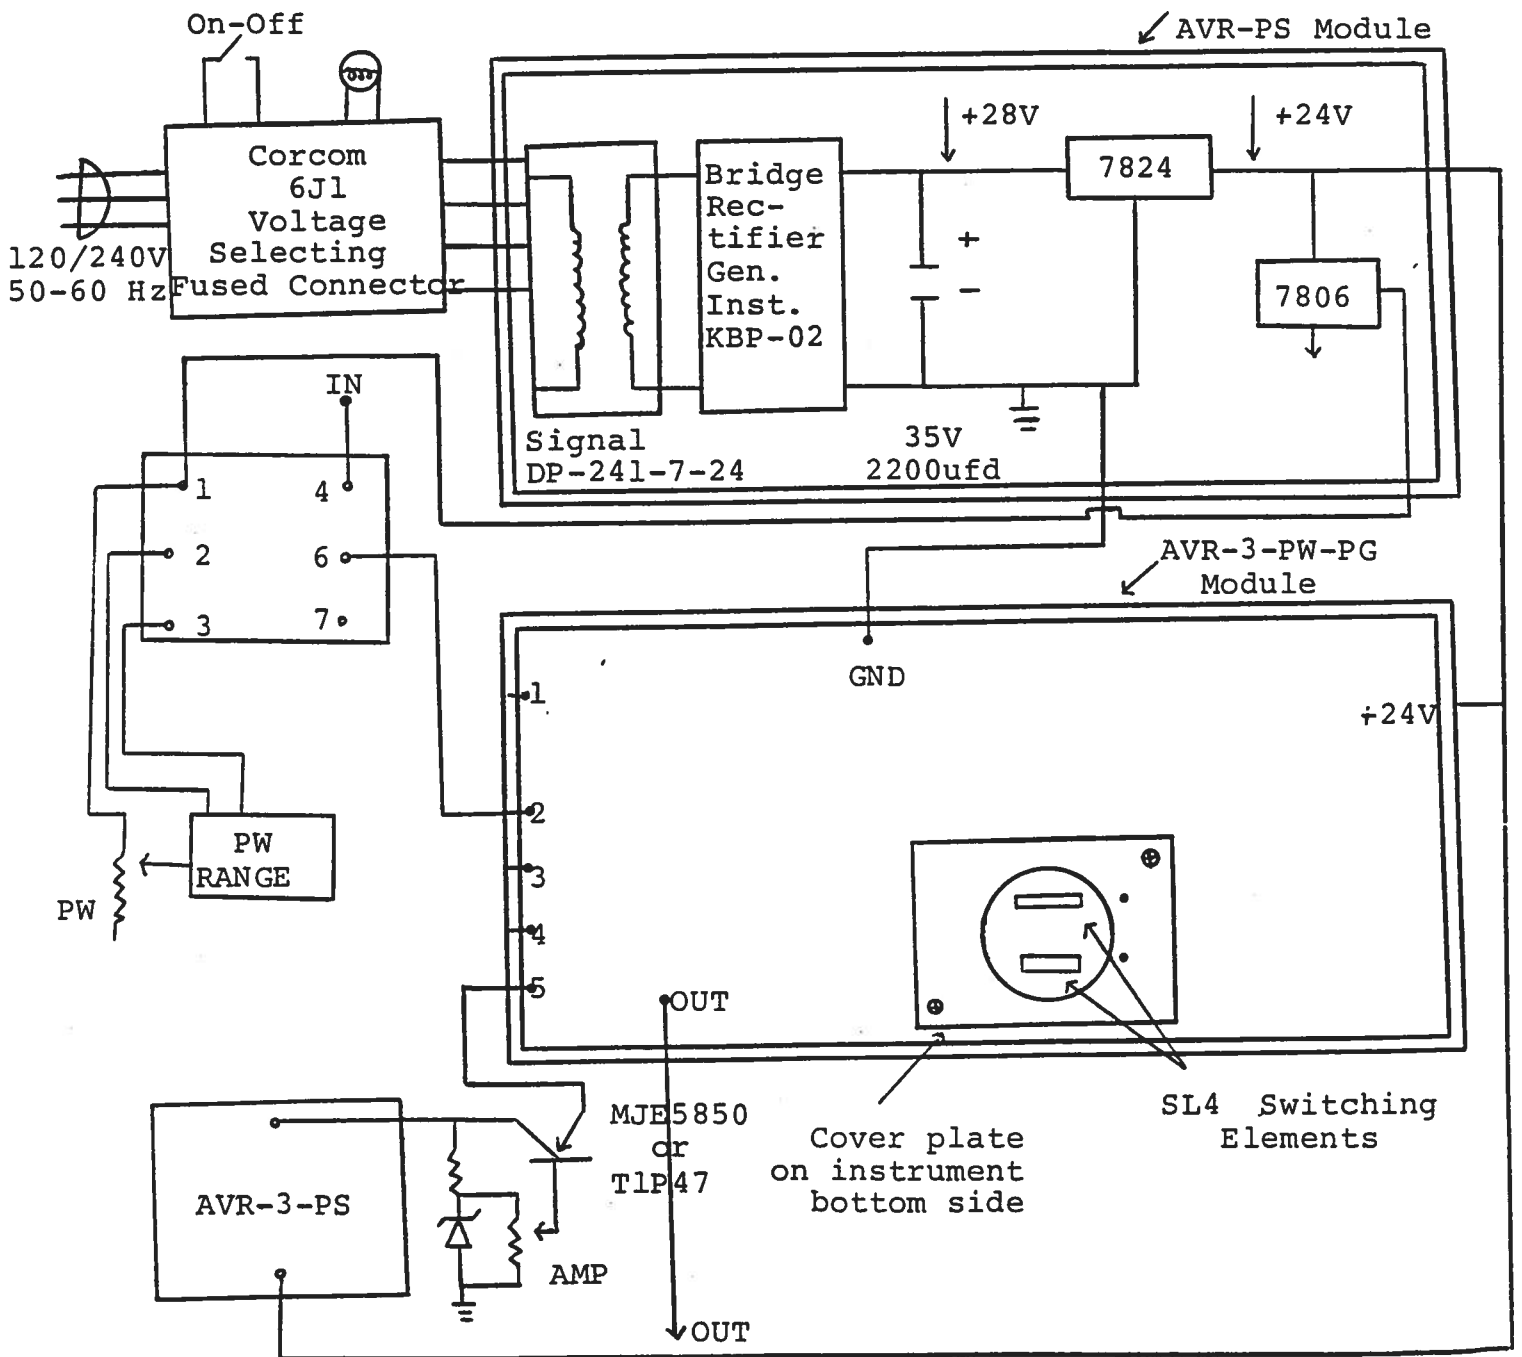 On-Off
AVR-PS Module
Corcom
6J1
Voltage
Selecting
Fused Connector
120/240V
50-60 Hz
Bridge
Rec-
tifier
Gen.
Inst.
KBP-02
+28V
7824
+24V
7806
+
-
Signal
DP-241-7-24
35V
2200ufd
IN
1
2
3
4
6
7
PW
RANGE
PW
AVR-3-PW-PG
Module
GND
+24V
1
2
3
4
5
OUT
SL4 Switching
Elements
Cover plate
on instrument
bottom side
MJE5850
or
T1P47
AVR-3-PS
AMP
OUT